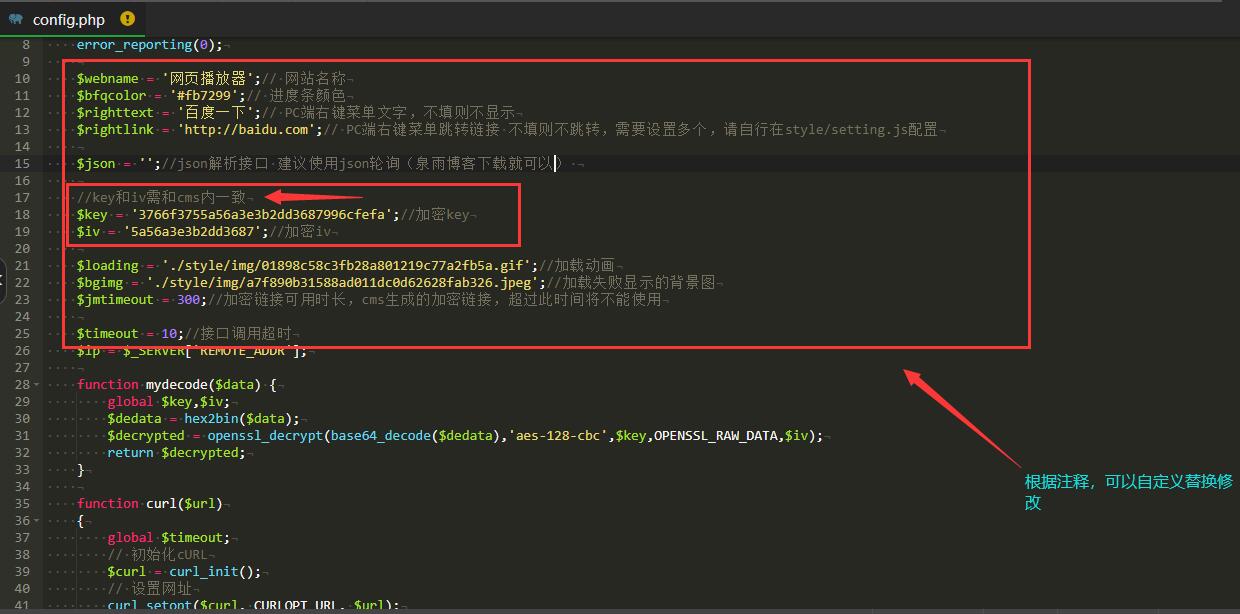 config.php
8 error_reporting(0);
9
10 $webname = '网页播放器';// 网站名称
11 $bfqcolor = '#fb7299';// 进度条颜色
12 $righttext = '百度一下';// PC端右键菜单文字，不填则不显示
13 $rightlink = 'http://baidu.com';// PC端右键菜单跳转链接 不填则不跳转，需要设置多个，请自行在style/setting.js配置
14
15 $json = '';//json解析接口 建议使用json轮询（泉雨博客下载就可以）
16
17 //key和iv需和cms内一致
18 $key = '3766f3755a56a3e3b2dd3687996cfefa';//加密key
19 $iv = '5a56a3e3b2dd3687';//加密iv
20
21 $loading = './style/img/01898c58c3fb28a801219c77a2fb5a.gif';//加载动画
22 $bgimg = './style/img/a7f890b31588ad011dc0d62628fab326.jpeg';//加载失败显示的背景图
23 $jmtimeout = 300;//加密链接可用时长，cms生成的加密链接，超过此时间将不能使用
24
25 $timeout = 10;//接口调用超时
26 $ip = $_SERVER['REMOTE_ADDR'];
27
28 function mydecode($data) {
29 global $key,$iv;
30 $dedata = hex2bin($data);
31 $decrypted = openssl_decrypt(base64_decode($dedata),'aes-128-cbc',$key,OPENSSL_RAW_DATA,$iv);
32 return $decrypted;
33 }
34
35 function curl($url)
36 {
37 global $timeout;
38 // 初始化cURL
39 $curl = curl_init();
40 // 设置网址
41 curl_setopt($curl, CURLOPT_URL, $url);
根据注释，可以自定义替换修
改